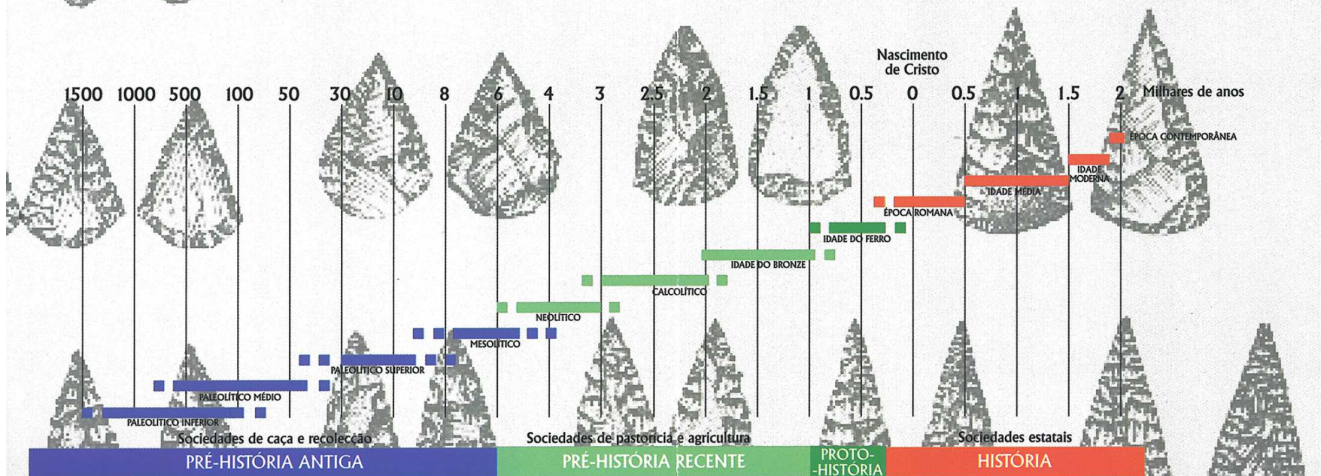 Nascimento
de Cristo
1500 1000 500 100 50 30 10 8 6 4 3 2.5 2 1.5 1 0.5 0 0.5 1 1.5 2 Milhares de anos
ÉPOCA CONTEMPORÂNEA
IDADE
MODERNA
IDADE MÉDIA
ÉPOCA ROMANA
IDADE DO FERRO
IDADE DO BRONZE
CALCOLÍTICO
NEOLÍTICO
MESOLÍTICO
PALEOLÍTICO SUPERIOR
PALEOLÍTICO MÉDIO
PALEOLÍTICO INFERIOR
Sociedades de caça e recolecção Sociedades de pastorícia e agricultura Sociedades estatais
PRÉ-HISTÓRIA ANTIGA PRÉ-HISTÓRIA RECENTE PROTO-
-HISTÓRIA HISTÓRIA